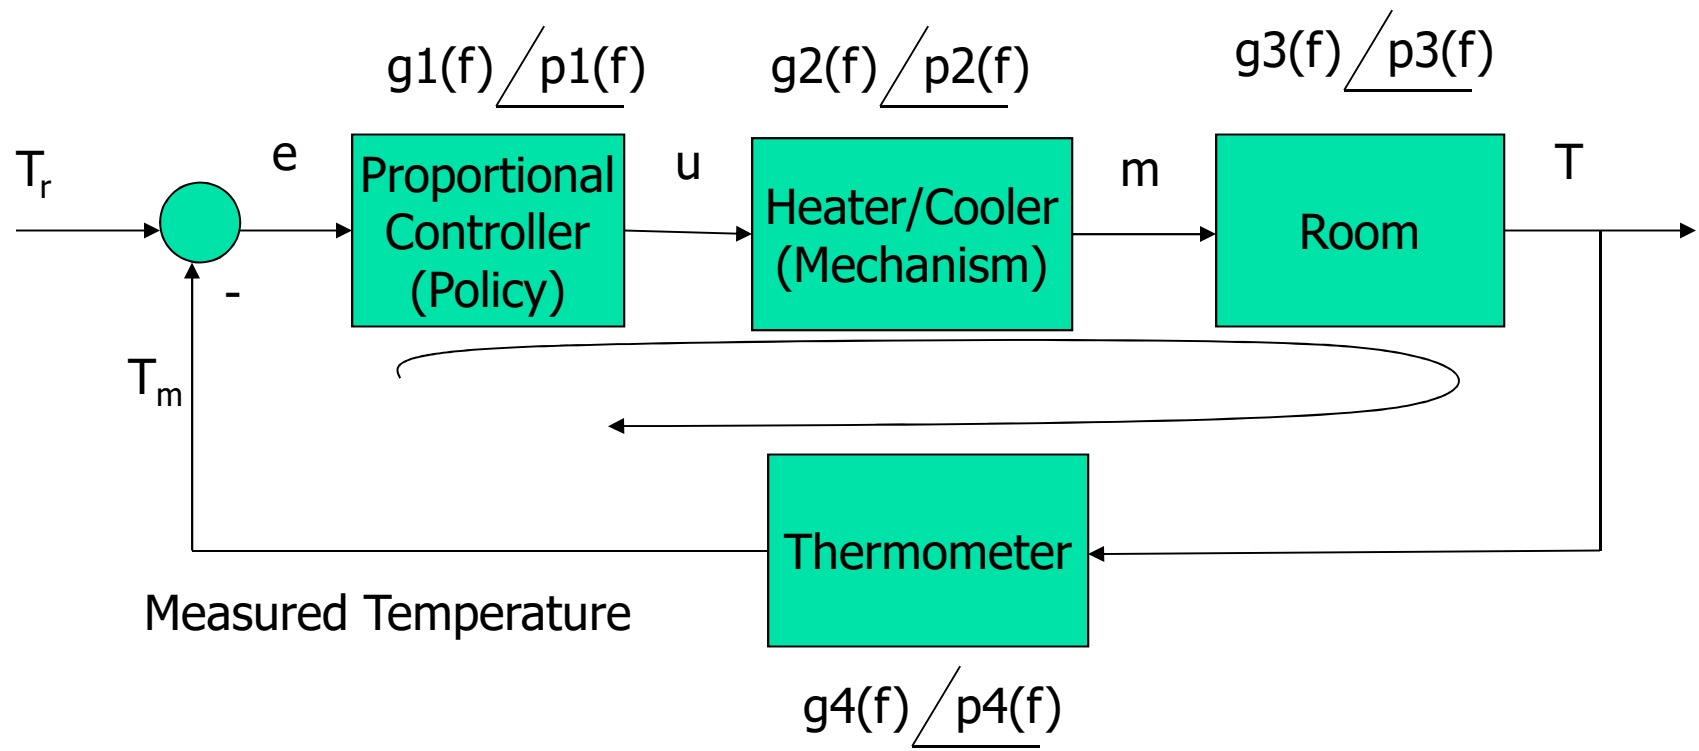 g1(f) p1(f)
g2(f) p2(f)
g3(f) p3(f)
Tr
e
Proportional
Controller
(Policy)
u
Heater/Cooler
(Mechanism)
m
Room
T
-
Tm
Thermometer
Measured Temperature
g4(f) p4(f)